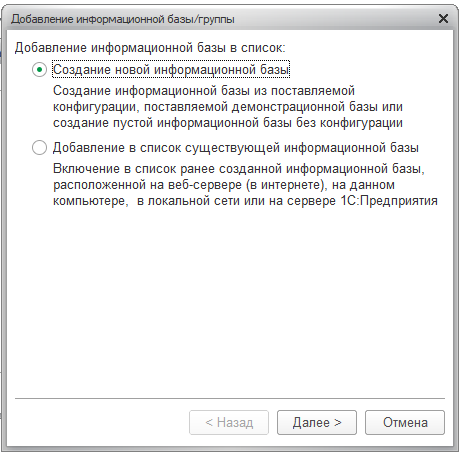 Добавление информационной базы/группы
Добавление информационной базы в список:
Создание новой информационной базы
Создание информационной базы из поставляемой
конфигурации, поставляемой демонстрационной базы или
создание пустой информационной базы без конфигурации
Добавление в список существующей информационной базы
Включение в список ранее созданной информационной базы,
расположенной на веб-сервере (в интернете), на данном
компьютере, в локальной сети или на сервере 1С:Предприятия
< Назад Далее > Отмена